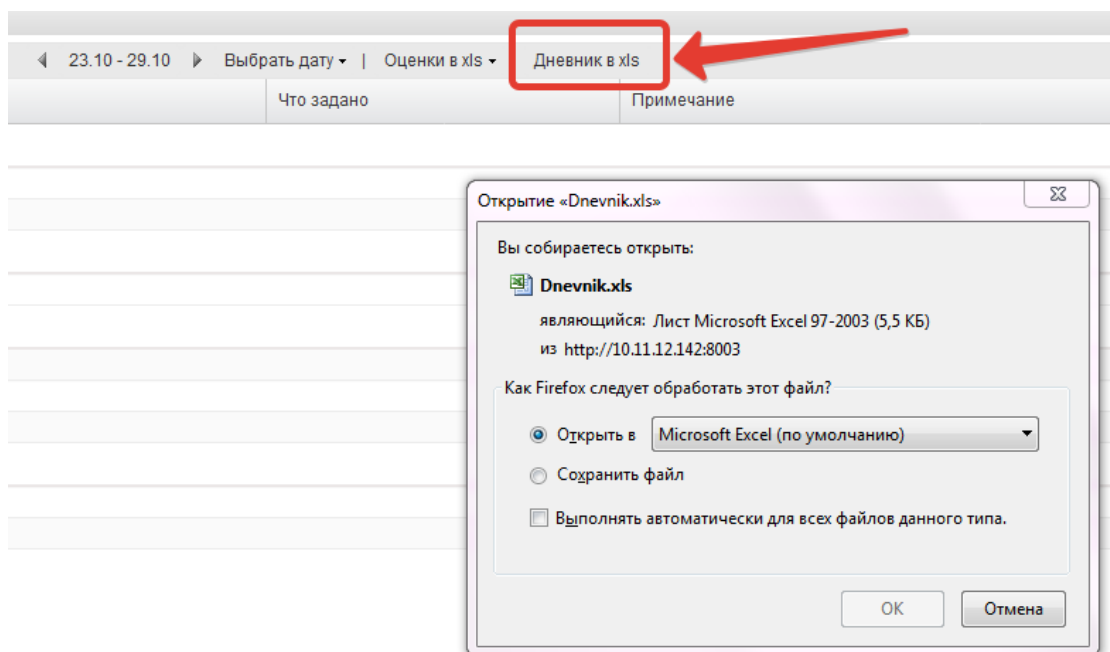 23.10 - 29.10 Выбрать дату | Оценки в xls Дневник в xls
Что задано Примечание
Открытие «Dnevnik.xls»
Вы собираетесь открыть:
Dnevnik.xls
являющийся: Лист Microsoft Excel 97-2003 (5,5 КБ)
из http://10.11.12.142:8003
Как Firefox следует обработать этот файл?
Открыть в Microsoft Excel (по умолчанию)
Сохранить файл
Выполнять автоматически для всех файлов данного типа.
ОК Отмена